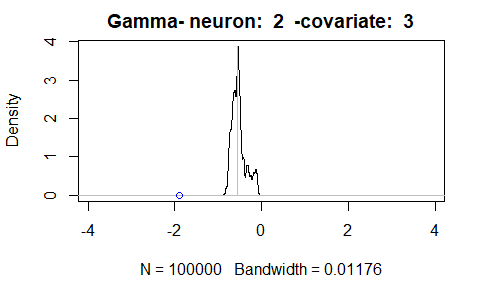 Gamma- neuron:  2  -covariate:  3
Density
4
3
2
1
0
-4 -2 0 2 4
N = 100000   Bandwidth = 0.01176